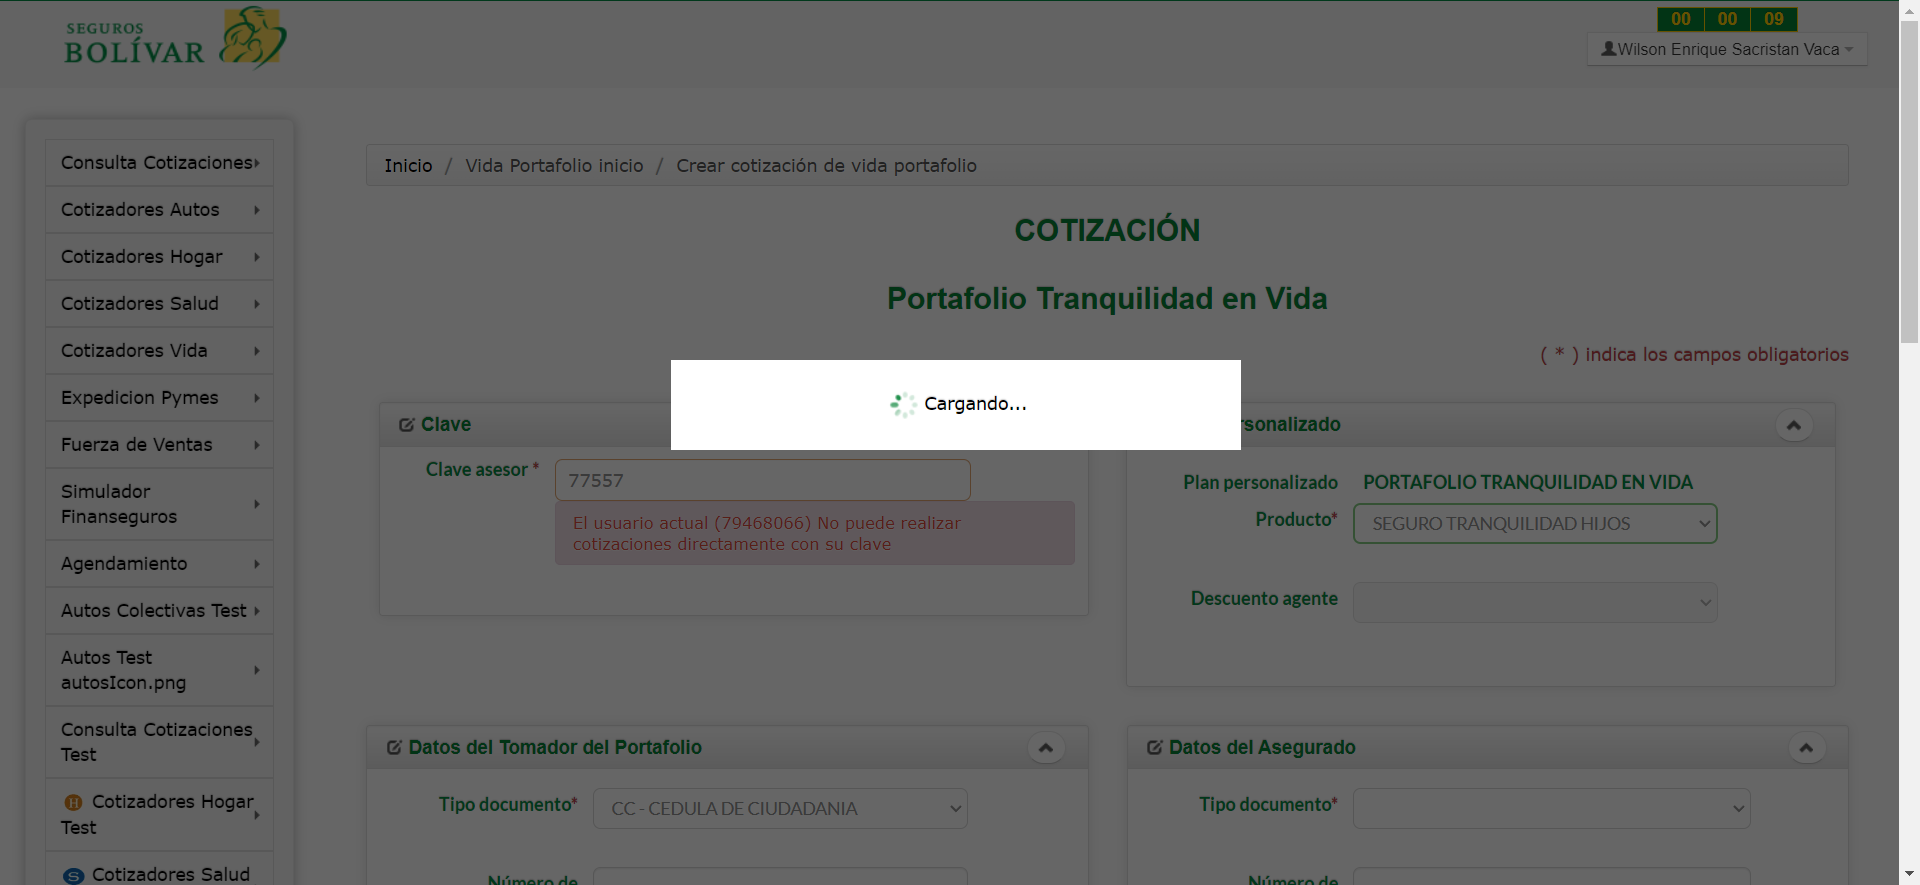 SEGUROS
BOLÍVAR
00 00 09
Wilson Enrique Sacristan Vaca
Consulta Cotizaciones
Cotizadores Autos
Cotizadores Hogar
Cotizadores Salud
Cotizadores Vida
Expedicion Pymes
Fuerza de Ventas
Simulador
Finanseguros
Agendamiento
Autos Colectivas Test
Autos Test
autosIcon.png
Consulta Cotizaciones
Test
H Cotizadores Hogar
Test
S Cotizadores Salud
Inicio / Vida Portafolio inicio / Crear cotización de vida portafolio
COTIZACIÓN
Portafolio Tranquilidad en Vida
( * ) indica los campos obligatorios
Cargando...
Clave
Clave asesor *
77557
El usuario actual (79468066) No puede realizar
cotizaciones directamente con su clave
rsonalizado
Plan personalizado PORTAFOLIO TRANQUILIDAD EN VIDA
Producto* SEGURO TRANQUILIDAD HIJOS
Descuento agente
Datos del Tomador del Portafolio
Tipo documento* CC - CEDULA DE CIUDADANIA
Número de
Datos del Asegurado
Tipo documento*
Número de